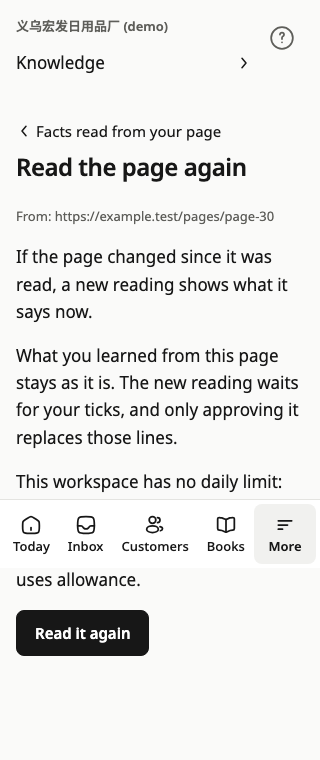 义乌宏发日用品厂 (demo)
Knowledge
Facts read from your page
Read the page again
From: https://example.test/pages/page-30
If the page changed since it was
read, a new reading shows what it
says now.
What you learned from this page
stays as it is. The new reading waits
for your ticks, and only approving it
replaces those lines.
This workspace has no daily limit:
Today
Inbox
Customers
Books
More
uses allowance.
Read it again